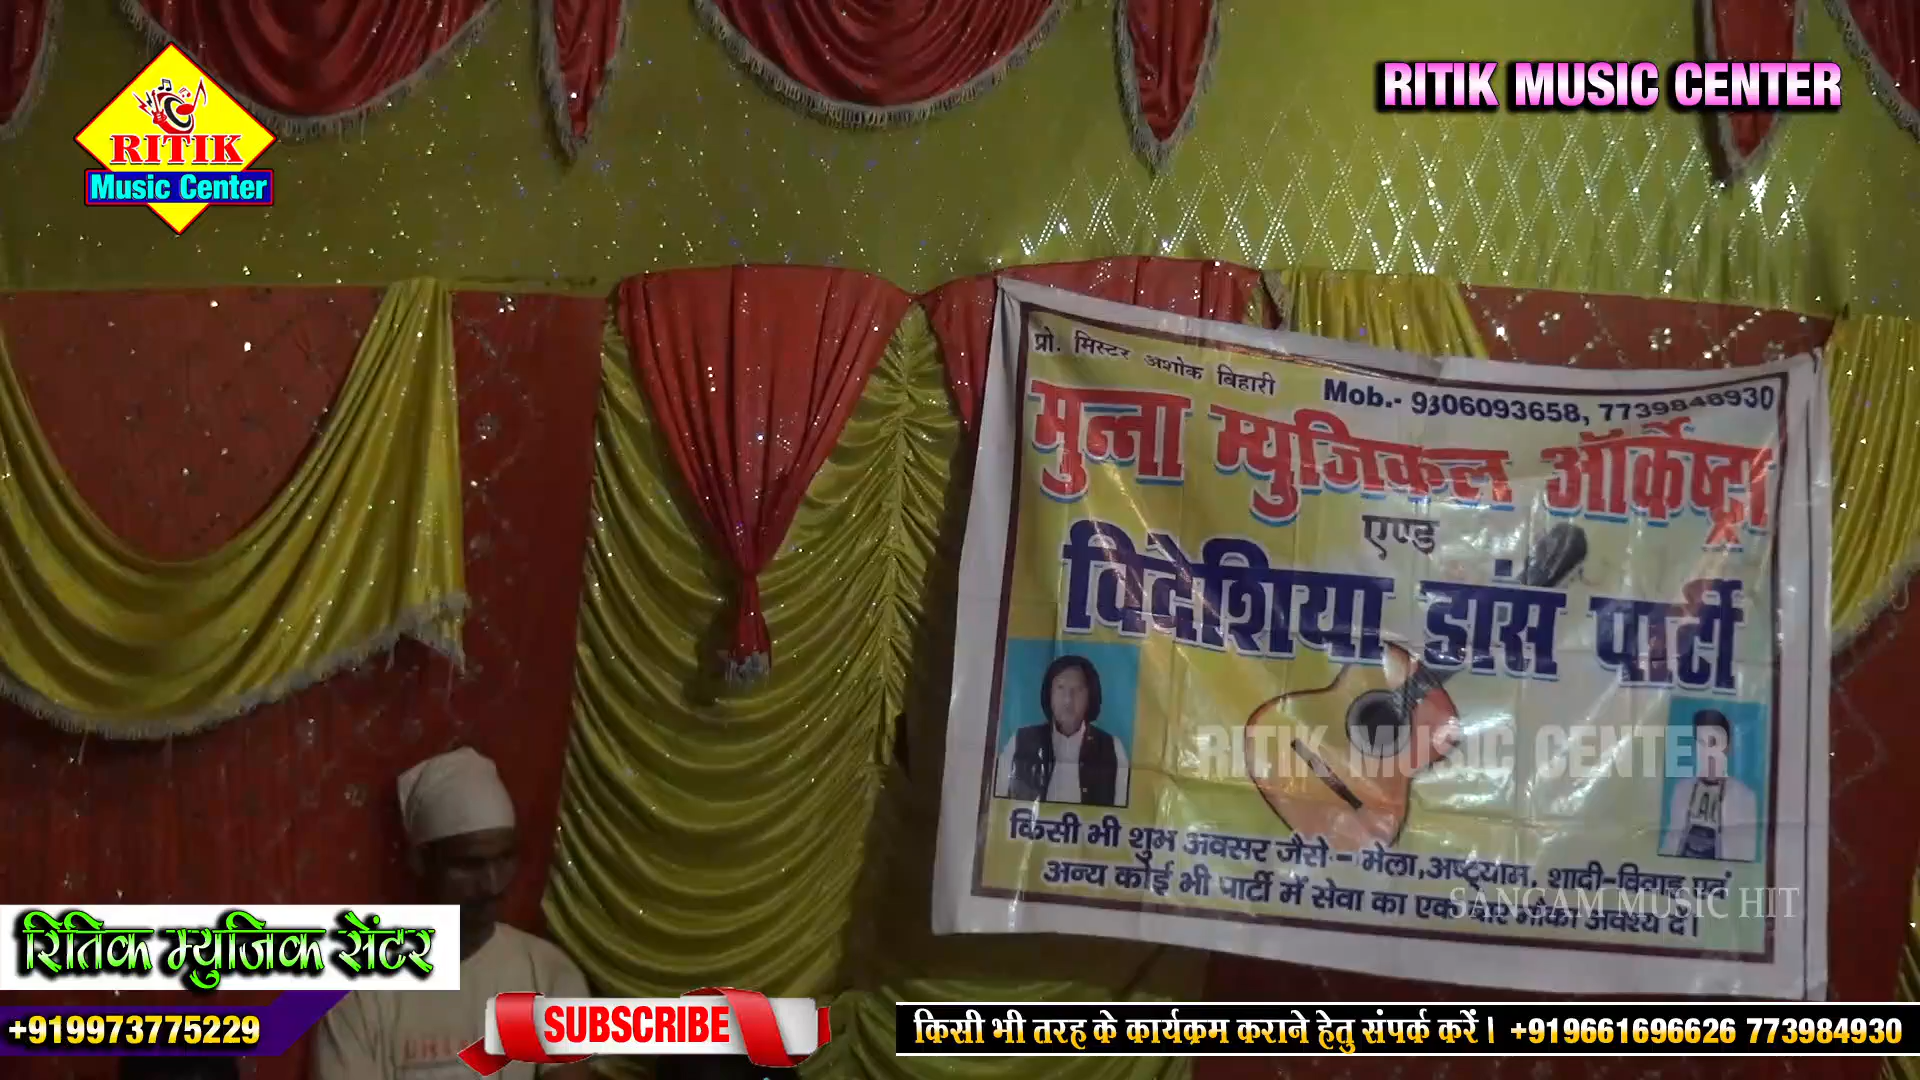 RITIK MUSIC CENTER
RITIK
Music Center
प्रो. मिस्टर अशोक बिहारी
Mob.- 9306093658, 7739848930
मुन्ना म्युजिकल ऑर्केष्ट्रा
एण्ड
विदेशिया डांस पार्टी
RITIK MUSIC CENTER
किसी भी शुभ अवसर जैसे - मेला, अष्टयाम, शादी-विवाह एवं
अन्य कोई भी पार्टी में सेवा का एक बार मौका अवश्य दें।
SANGAM MUSIC HIT
रितिक म्युजिक सेंटर
+919973775229
SUBSCRIBE
किसी भी तरह के कार्यक्रम कराने हेतु संपर्क करें। +919661696626 773984930